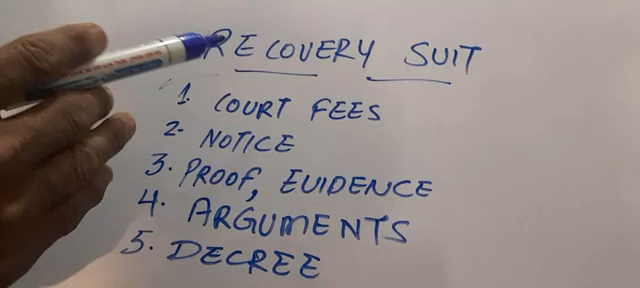 RECOVERY SUIT
1. COURT FEES
2- NOTICE
3. PROOF, EVIDENCE
4. ARGUMENTS
5. DECREE